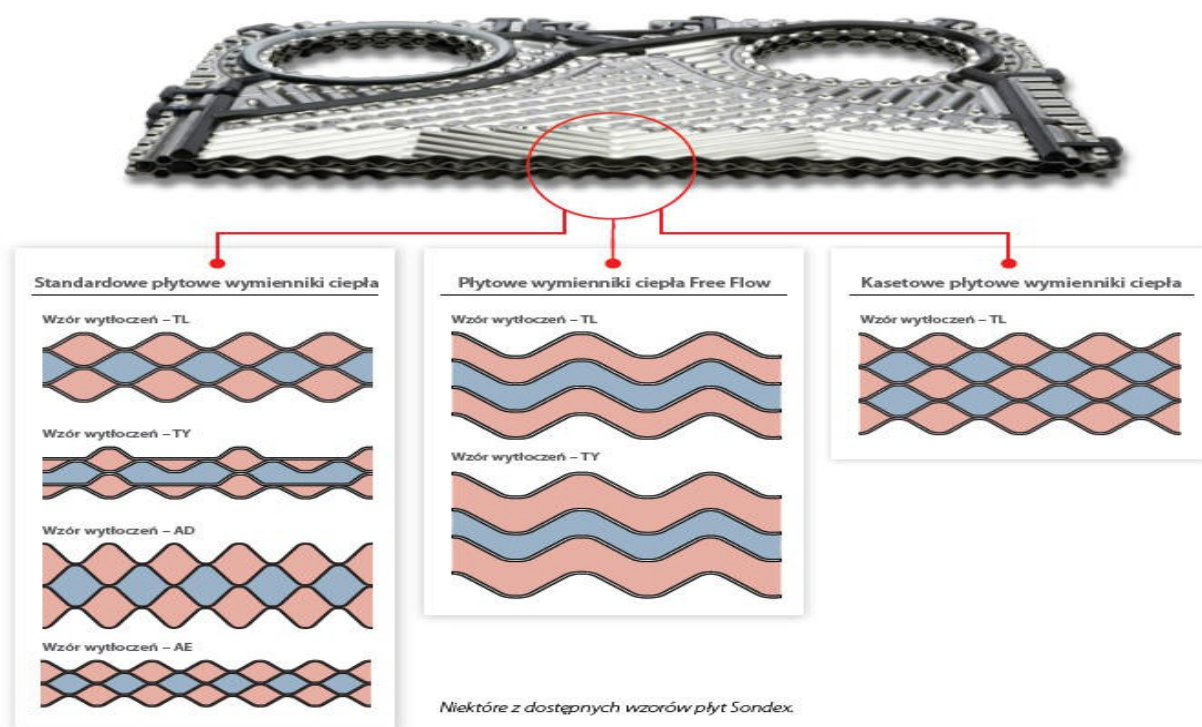 Standardowe płytowe wymienniki ciepła
Wzór wytłoczeń – TL
Wzór wytłoczeń – TY
Wzór wytłoczeń – AD
Wzór wytłoczeń – AE
Płytowe wymienniki ciepła Free Flow
Wzór wytłoczeń – TL
Wzór wytłoczeń – TY
Kasetowe płytowe wymienniki ciepła
Wzór wytłoczeń – TL
Niektóre z dostępnych wzorów płyt Sondex.